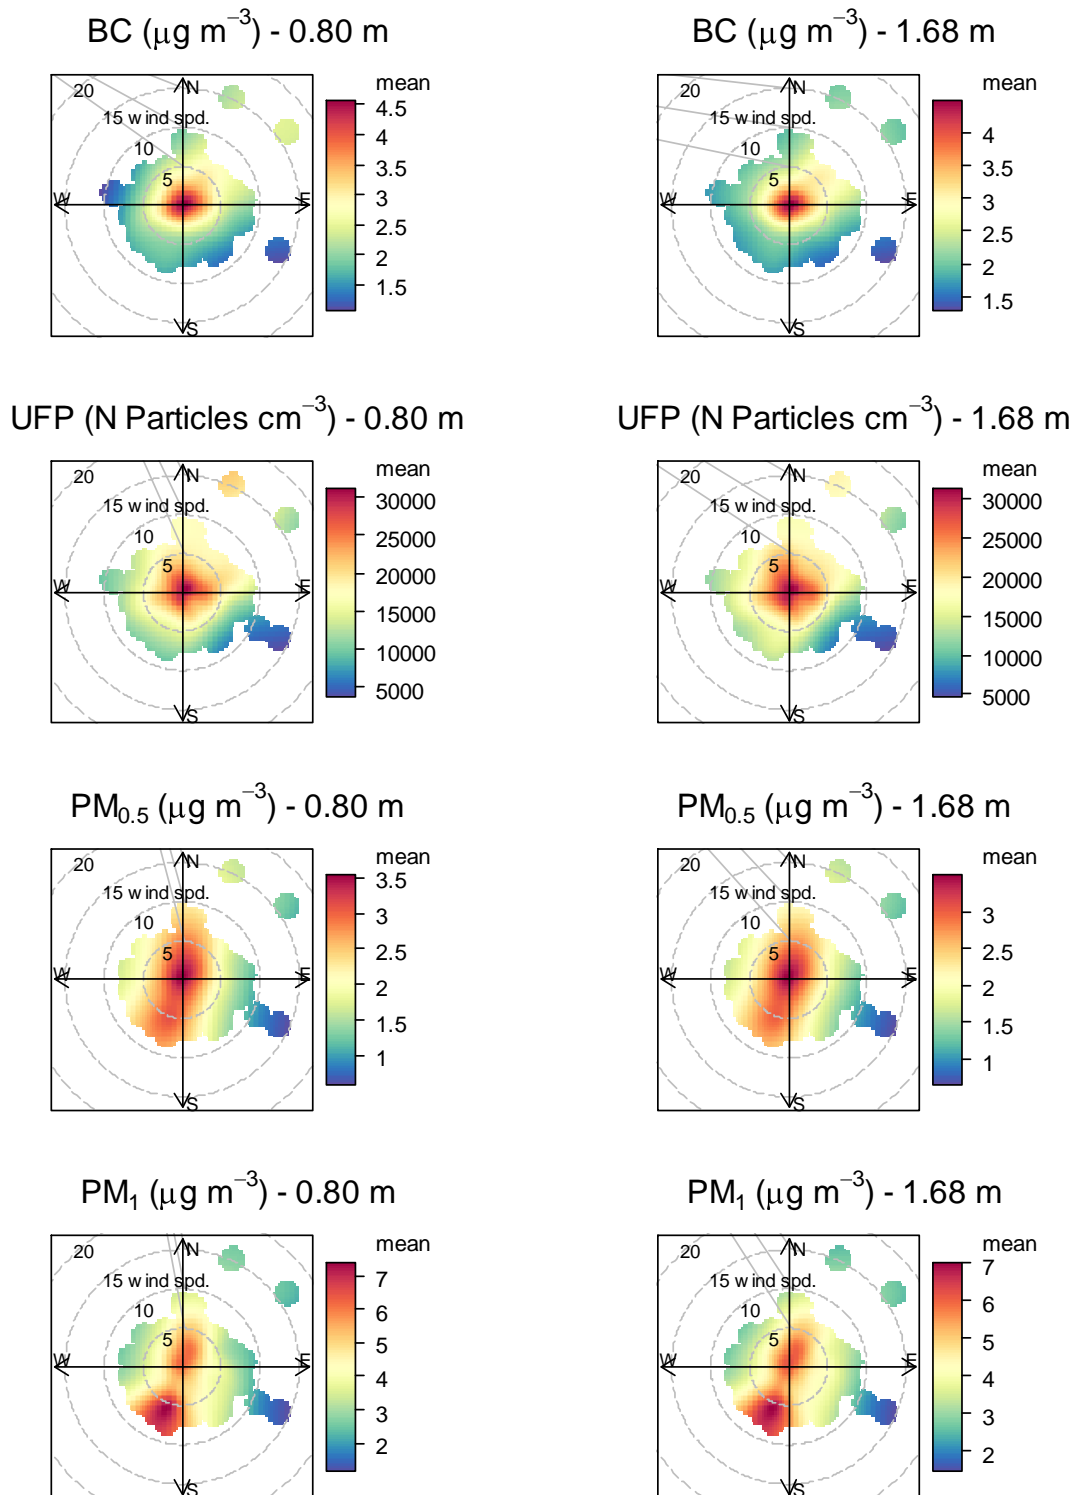 BC (μg m⁻³) - 0.80 m
mean
N
20
15 wind spd.
10
5
W
E
S
4.5
4
3.5
3
2.5
2
1.5
BC (μg m⁻³) - 1.68 m
mean
N
20
15 wind spd.
10
5
W
E
S
4
3.5
3
2.5
2
1.5
UFP (N Particles cm⁻³) - 0.80 m
mean
N
20
15 wind spd.
10
5
W
E
S
30000
25000
20000
15000
10000
5000
UFP (N Particles cm⁻³) - 1.68 m
mean
N
20
15 wind spd.
10
5
W
E
S
30000
25000
20000
15000
10000
5000
PM₀.₅ (μg m⁻³) - 0.80 m
mean
N
20
15 wind spd.
10
5
W
E
S
3.5
3
2.5
2
1.5
1
PM₀.₅ (μg m⁻³) - 1.68 m
mean
N
20
15 wind spd.
10
5
W
E
S
3
2.5
2
1.5
1
PM₁ (μg m⁻³) - 0.80 m
mean
N
20
15 wind spd.
10
5
W
E
S
7
6
5
4
3
2
PM₁ (μg m⁻³) - 1.68 m
mean
N
20
15 wind spd.
10
5
W
E
S
7
6
5
4
3
2